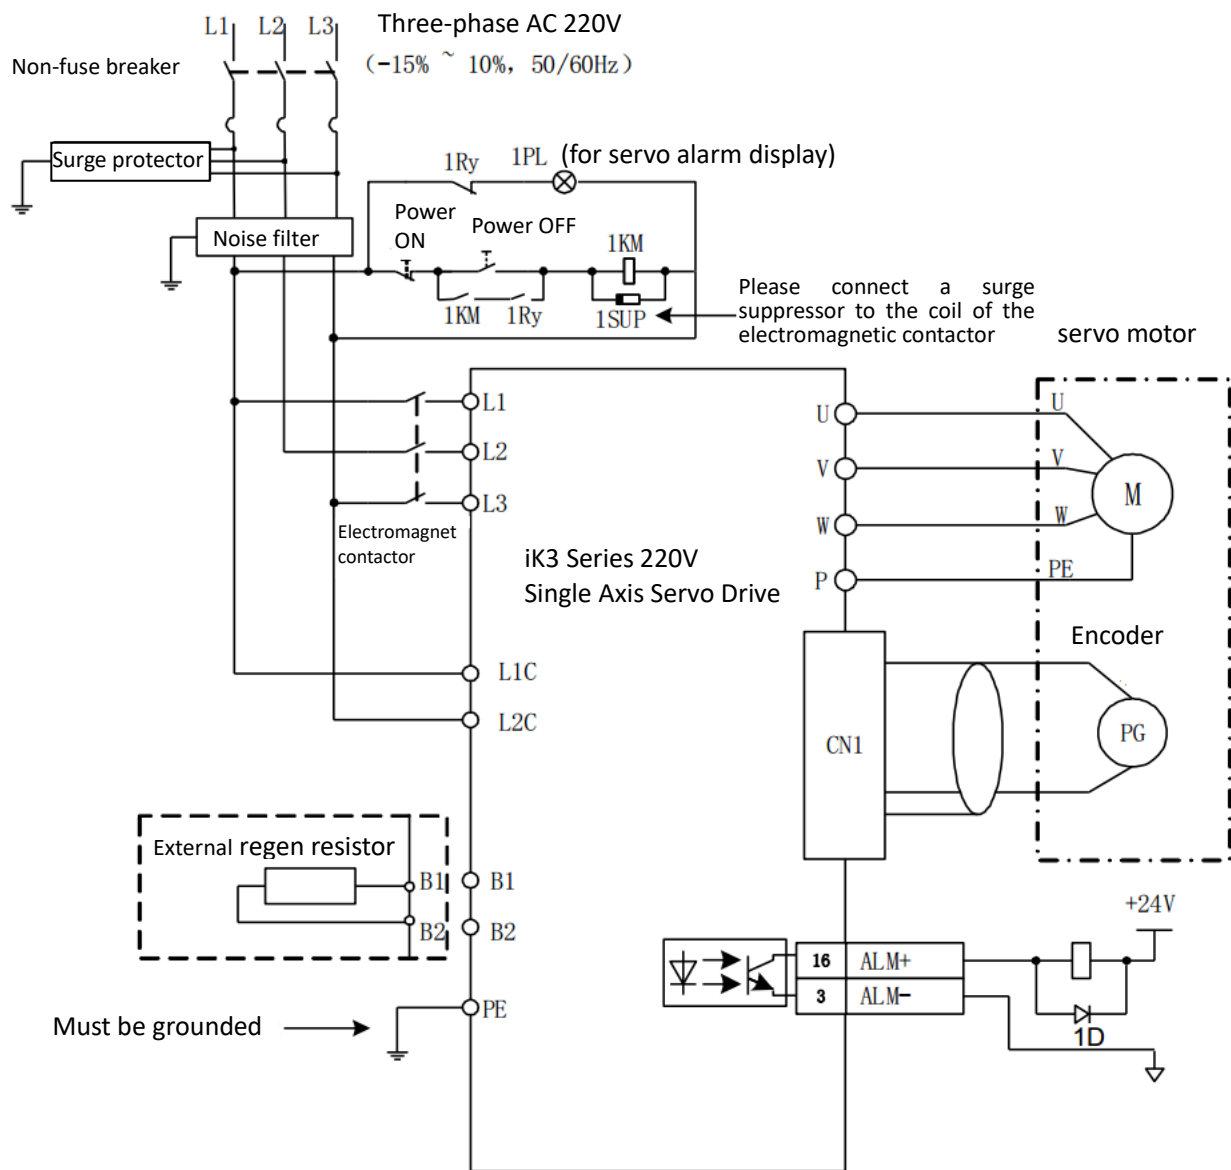 L1 L2 L3
Three-phase AC 220V
(-15% ~ 10%, 50/60Hz)
Non-fuse breaker
Surge protector
1Ry 1PL (for servo alarm display)
Noise filter
Power
ON
Power OFF
1KM
1KM 1Ry 1SUP
Please connect a surge
suppressor to the coil of the
electromagnetic contactor
servo motor
L1
L2
L3
Electromagnet
contactor
U
V
W
P
U
V
W
PE
M
iK3 Series 220V
Single Axis Servo Drive
Encoder
L1C
L2C
CN1
PG
External regen resistor
B1
B2
B1
B2
+24V
16 ALM+
3 ALM-
1D
PE
Must be grounded